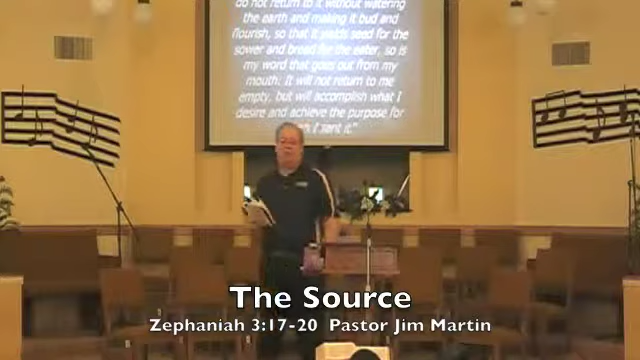 do not return to it without watering
the earth and making it bud and
flourish, so that it yields seed for the
sower and bread for the eater, so is
my word that goes out from my
mouth: It will not return to me
empty, but will accomplish what I
desire and achieve the purpose for
I sent it."
The Source
Zephaniah 3:17-20 Pastor Jim Martin